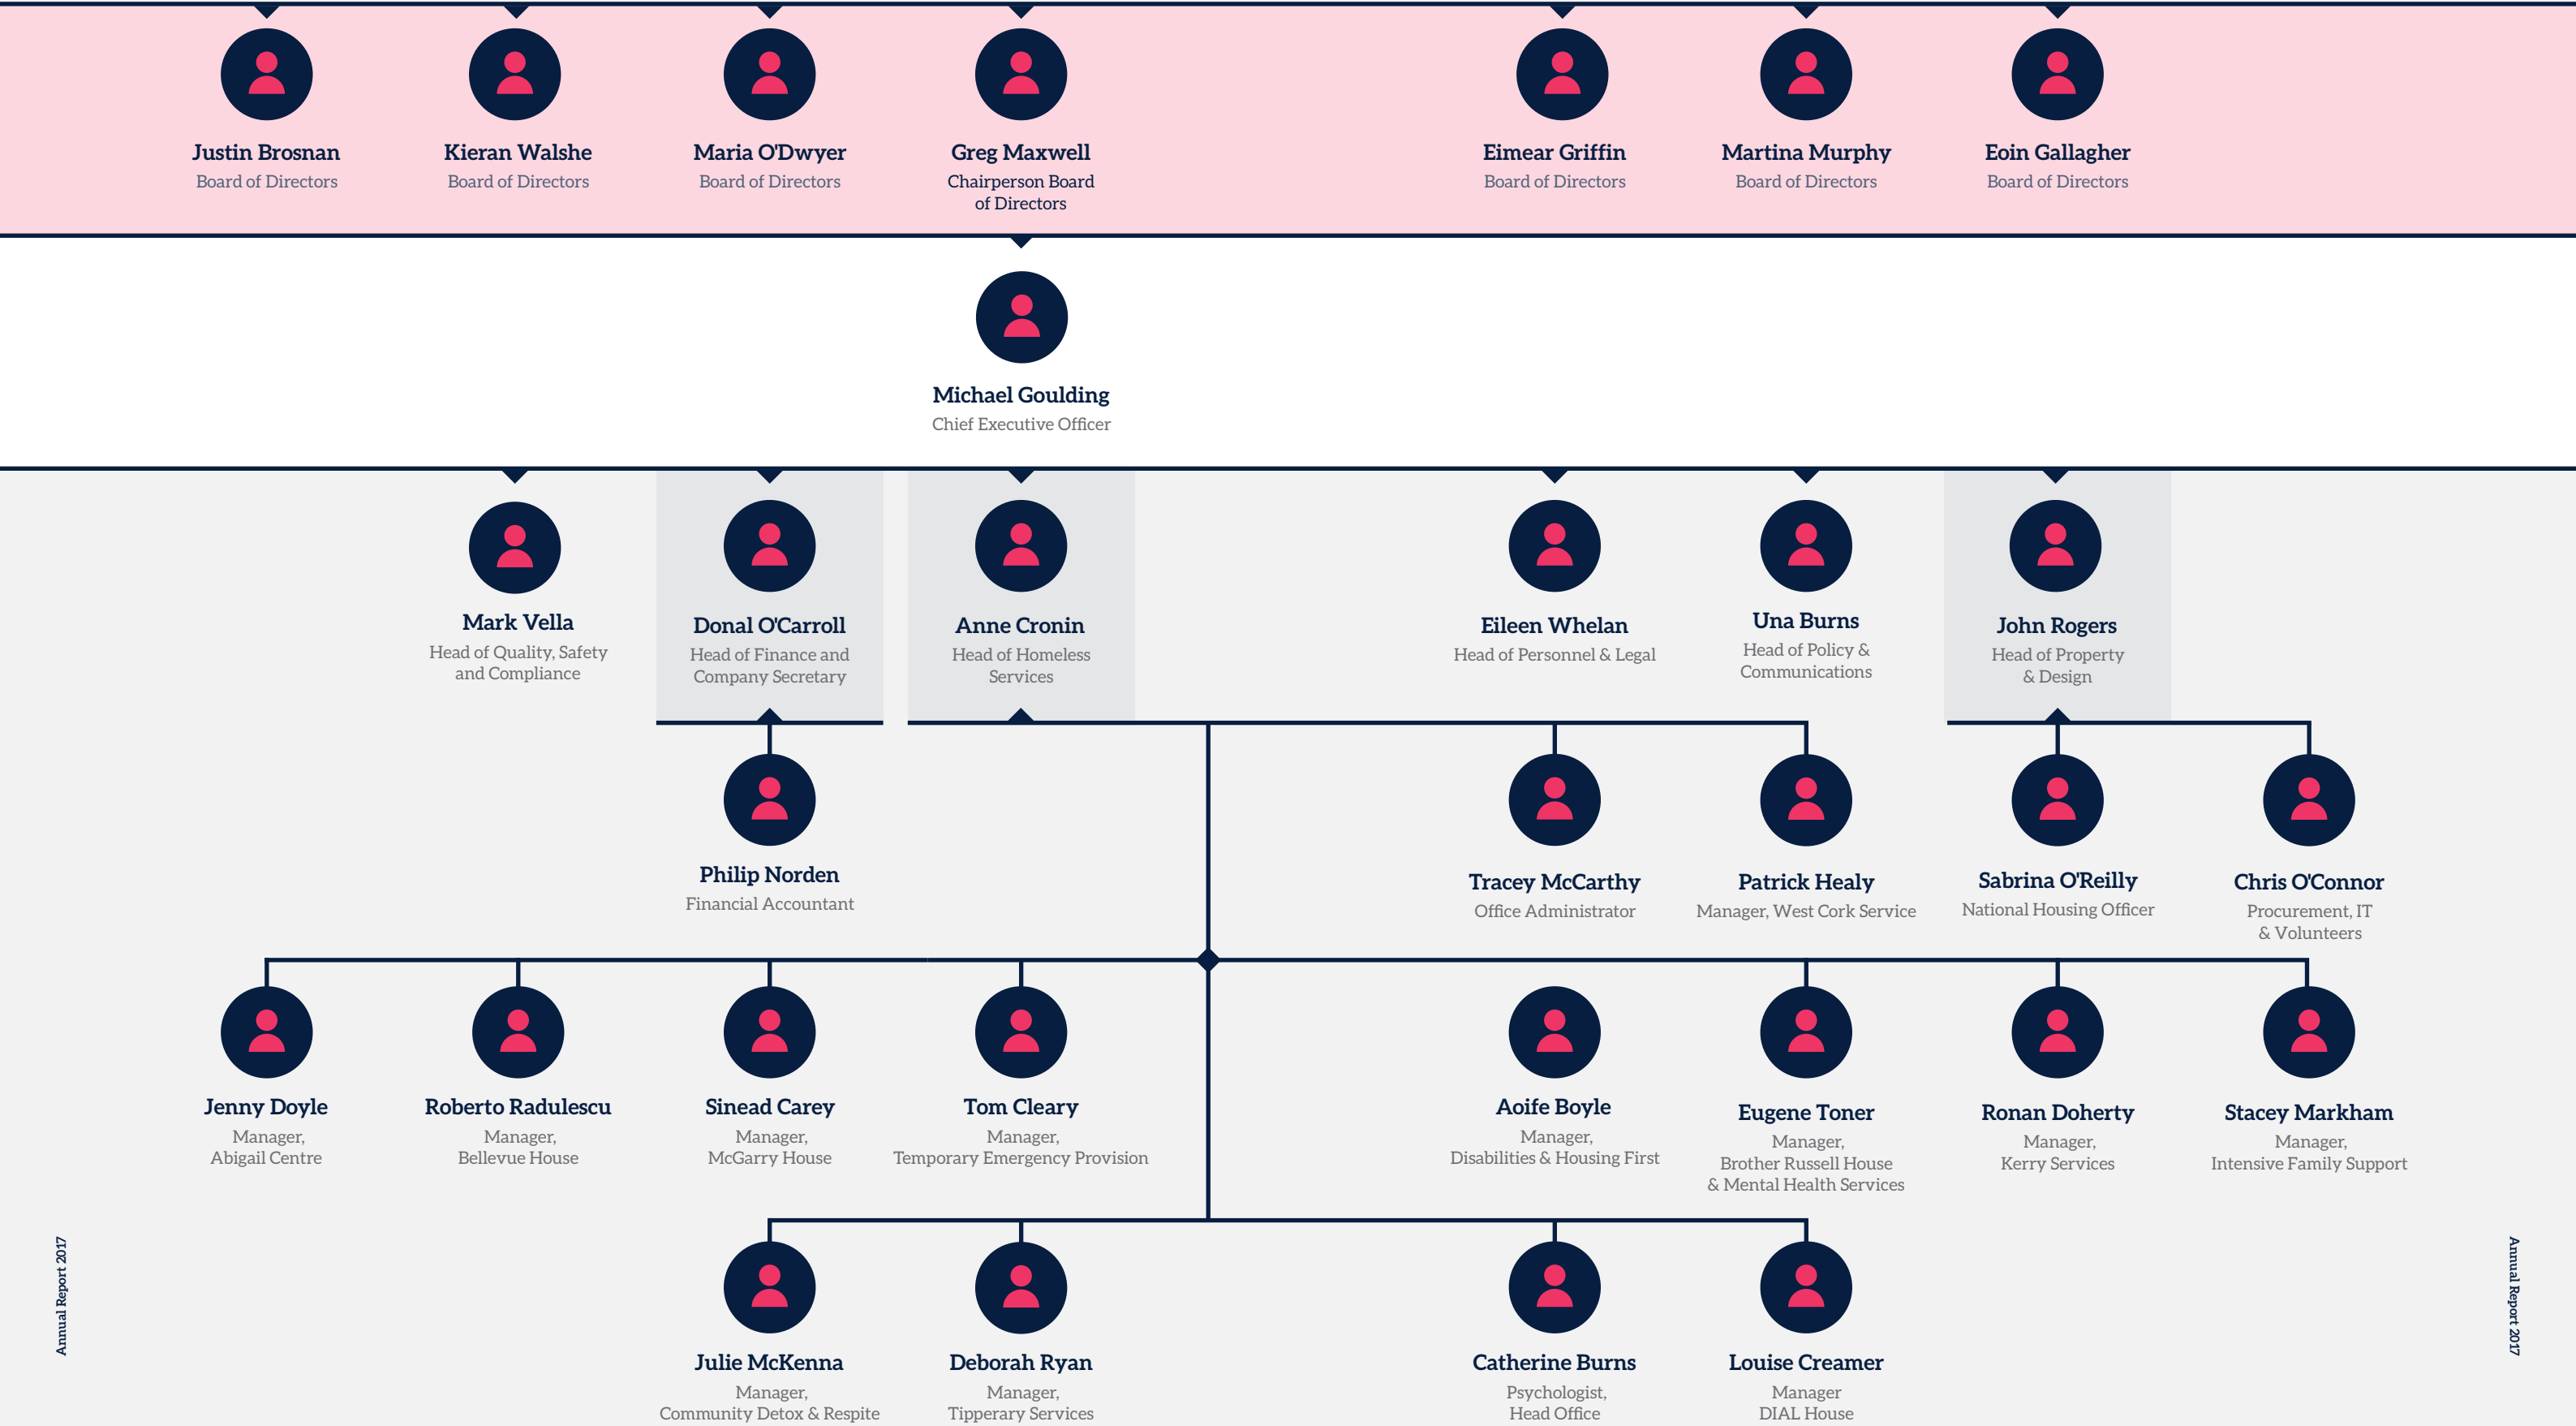 Justin Brosnan
Board of Directors
Kieran Walshe
Board of Directors
Maria O'Dwyer
Board of Directors
Greg Maxwell
Chairperson Board
of Directors
Eimear Griffin
Board of Directors
Martina Murphy
Board of Directors
Eoin Gallagher
Board of Directors
Michael Goulding
Chief Executive Officer
Mark Vella
Head of Quality, Safety
and Compliance
Donal O'Carroll
Head of Finance and
Company Secretary
Anne Cronin
Head of Homeless
Services
Eileen Whelan
Head of Personnel & Legal
Una Burns
Head of Policy &
Communications
John Rogers
Head of Property
& Design
Philip Norden
Financial Accountant
Tracey McCarthy
Office Administrator
Patrick Healy
Manager, West Cork Service
Sabrina O'Reilly
National Housing Officer
Chris O'Connor
Procurement, IT
& Volunteers
Jenny Doyle
Manager,
Abigail Centre
Roberto Radulescu
Manager,
Bellevue House
Sinead Carey
Manager,
McGarry House
Tom Cleary
Manager,
Temporary Emergency Provision
Aoife Boyle
Manager,
Disabilities & Housing First
Eugene Toner
Manager,
Brother Russell House
& Mental Health Services
Ronan Doherty
Manager,
Kerry Services
Stacey Markham
Manager,
Intensive Family Support
Julie McKenna
Manager,
Community Detox & Respite
Deborah Ryan
Manager,
Tipperary Services
Catherine Burns
Psychologist,
Head Office
Louise Creamer
Manager
DIAL House
Annual Report 2017
Annual Report 2017